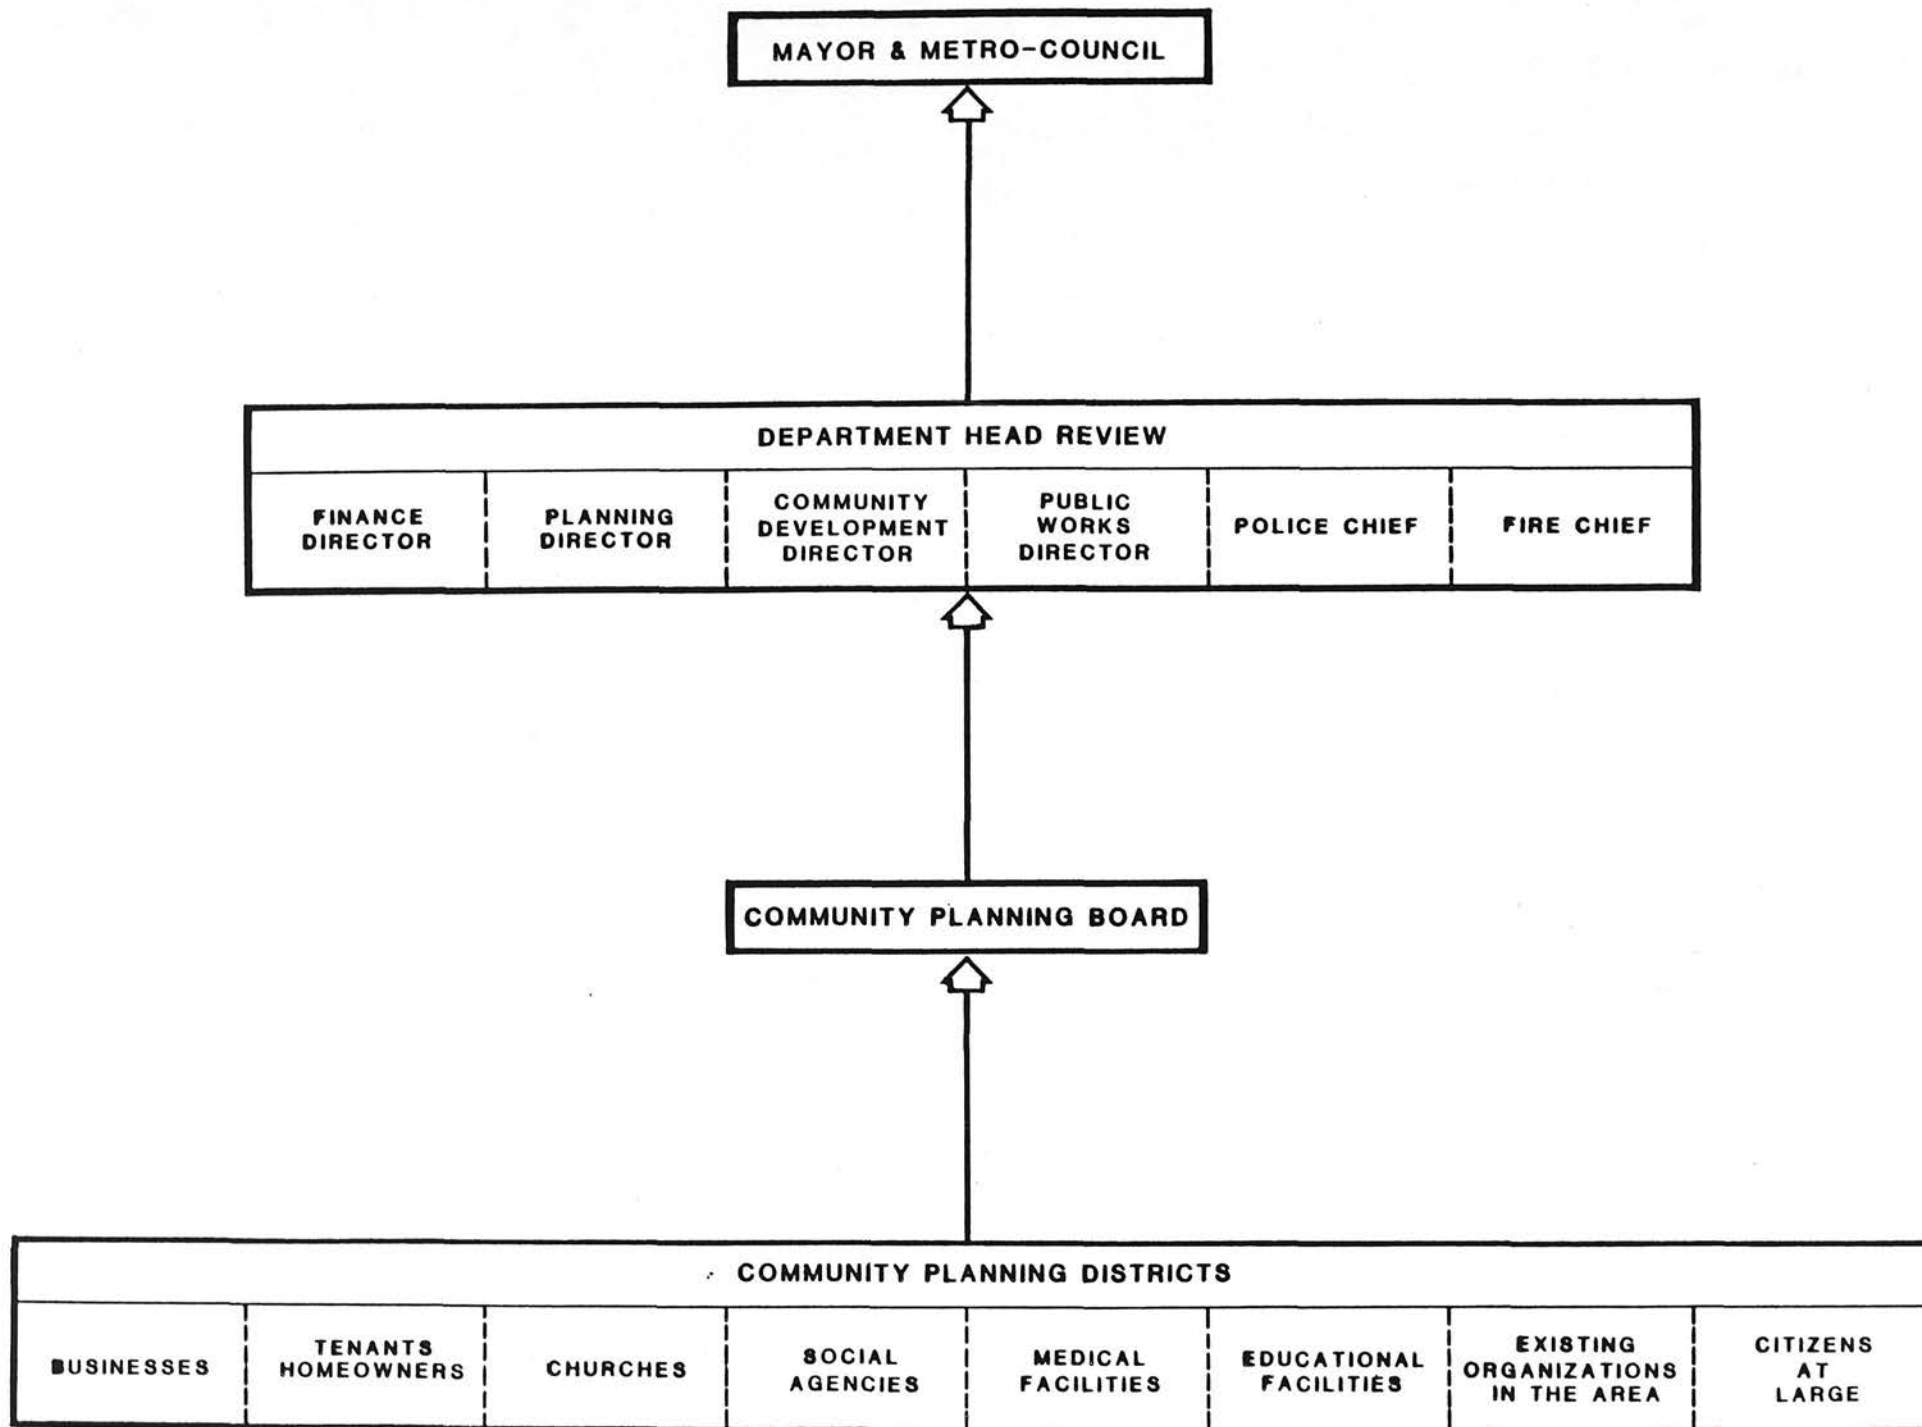 MAYOR & METRO-COUNCIL
DEPARTMENT HEAD REVIEW
FINANCE
DIRECTOR
PLANNING
DIRECTOR
COMMUNITY
DEVELOPMENT
DIRECTOR
PUBLIC
WORKS
DIRECTOR
POLICE CHIEF
FIRE CHIEF
COMMUNITY PLANNING BOARD
COMMUNITY PLANNING DISTRICTS
BUSINESSES
TENANTS
HOMEOWNERS
CHURCHES
SOCIAL
AGENCIES
MEDICAL
FACILITIES
EDUCATIONAL
FACILITIES
EXISTING
ORGANIZATIONS
IN THE AREA
CITIZENS
AT
LARGE